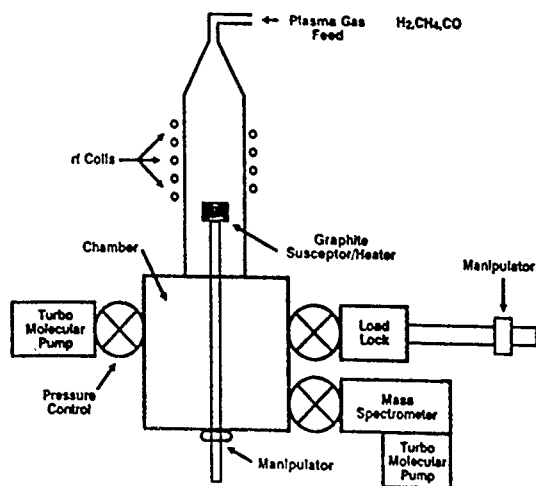 Plasma Gas
Feed
H2,CH4,CO
rf Coils
Chamber
Graphite
Susceptor/Heater
Manipulator
Turbo
Molecular
Pump
Load
Lock
Pressure
Control
Mass
Spectrometer
Turbo
Molecular
Pump
Manipulator